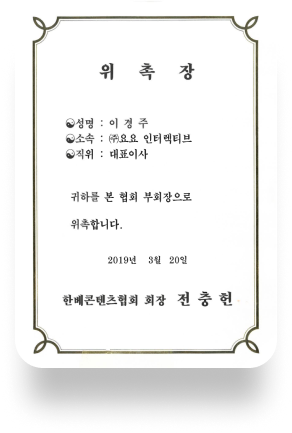 위 촉 장
☯성명 : 이 경 주
☯소속 : ㈜요요 인터렉티브
☯직위 : 대표이사
귀하를 본 협회 부회장으로
위촉합니다.
2019년 3월 20일
한베콘텐츠협회 회장 전 충 헌